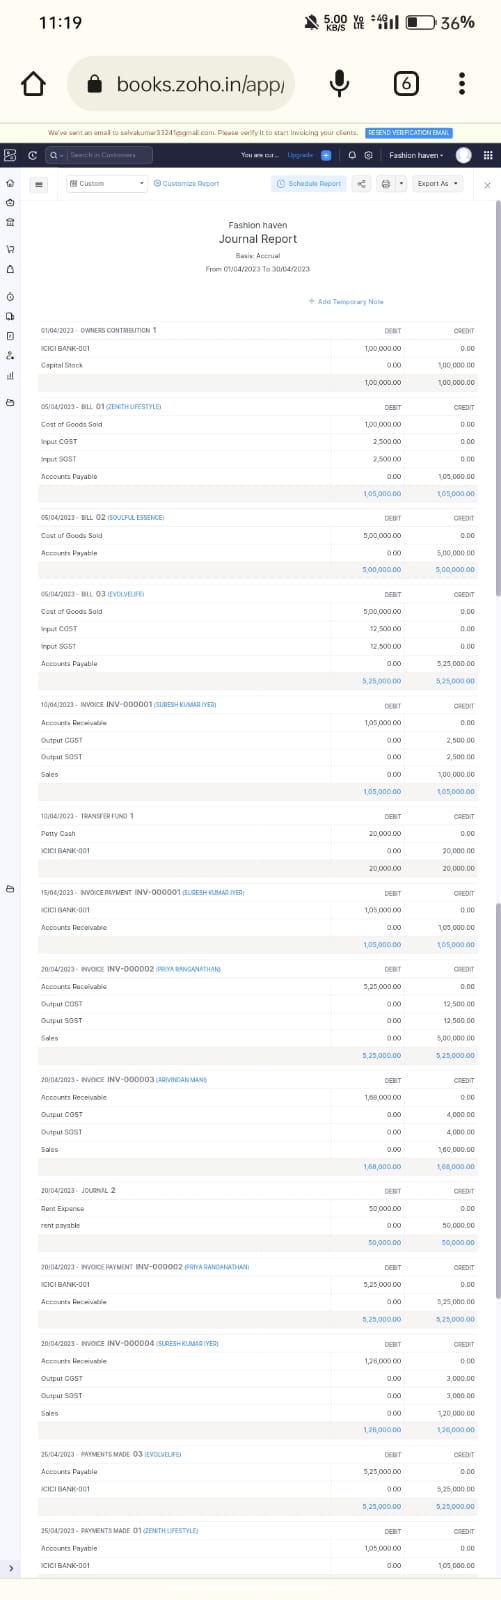 11:19 5.00 KB/S Vo LTE 4G 36%
books.zoho.in/app/ 6
We've sent an email to selvakumar33241@gmail.com. Please verify it to start invoicing your clients. RESEND VERIFICATION EMAIL
Search in Customers You are cur... Upgrade Fashion haven
Custom Customize Report Schedule Report Export As
Fashion haven
Journal Report
Basis: Accrual
From 01/04/2023 To 30/04/2023
+ Add Temporary Note
01/04/2023 - OWNERS CONTRIBUTION 1 DEBIT CREDIT
ICICI BANK-001 1,00,000.00 0.00
Capital Stock 0.00 1,00,000.00
1,00,000.00 1,00,000.00
05/04/2023 - BILL 01 (ZENITH LIFESTYLE) DEBIT CREDIT
Cost of Goods Sold 1,00,000.00 0.00
Input CGST 2,500.00 0.00
Input SGST 2,500.00 0.00
Accounts Payable 0.00 1,05,000.00
1,05,000.00 1,05,000.00
05/04/2023 - BILL 02 (SOULFUL ESSENCE) DEBIT CREDIT
Cost of Goods Sold 5,00,000.00 0.00
Accounts Payable 0.00 5,00,000.00
5,00,000.00 5,00,000.00
05/04/2023 - BILL 03 (EVOLVELIFE) DEBIT CREDIT
Cost of Goods Sold 5,00,000.00 0.00
Input CGST 12,500.00 0.00
Input SGST 12,500.00 0.00
Accounts Payable 0.00 5,25,000.00
5,25,000.00 5,25,000.00
10/04/2023 - INVOICE INV-000001 (SURESH KUMAR IYER) DEBIT CREDIT
Accounts Receivable 1,05,000.00 0.00
Output CGST 0.00 2,500.00
Output SGST 0.00 2,500.00
Sales 0.00 1,00,000.00
1,05,000.00 1,05,000.00
10/04/2023 - TRANSFER FUND 1 DEBIT CREDIT
Petty Cash 20,000.00 0.00
ICICI BANK-001 0.00 20,000.00
20,000.00 20,000.00
15/04/2023 - INVOICE PAYMENT INV-000001 (SURESH KUMAR IYER) DEBIT CREDIT
ICICI BANK-001 1,05,000.00 0.00
Accounts Receivable 0.00 1,05,000.00
1,05,000.00 1,05,000.00
20/04/2023 - INVOICE INV-000002 (PRIYA RANGANATHAN) DEBIT CREDIT
Accounts Receivable 5,25,000.00 0.00
Output CGST 0.00 12,500.00
Output SGST 0.00 12,500.00
Sales 0.00 5,00,000.00
5,25,000.00 5,25,000.00
20/04/2023 - INVOICE INV-000003 (ARIVINDAN MANI) DEBIT CREDIT
Accounts Receivable 1,68,000.00 0.00
Output CGST 0.00 4,000.00
Output SGST 0.00 4,000.00
Sales 0.00 1,60,000.00
1,68,000.00 1,68,000.00
20/04/2023 - JOURNAL 2 DEBIT CREDIT
Rent Expense 50,000.00 0.00
rent payable 0.00 50,000.00
50,000.00 50,000.00
20/04/2023 - INVOICE PAYMENT INV-000002 (PRIYA RANGANATHAN) DEBIT CREDIT
ICICI BANK-001 5,25,000.00 0.00
Accounts Receivable 0.00 5,25,000.00
5,25,000.00 5,25,000.00
20/04/2023 - INVOICE INV-000004 (SURESH KUMAR IYER) DEBIT CREDIT
Accounts Receivable 1,26,000.00 0.00
Output CGST 0.00 3,000.00
Output SGST 0.00 3,000.00
Sales 0.00 1,20,000.00
1,26,000.00 1,26,000.00
25/04/2023 - PAYMENTS MADE 03 (EVOLVELIFE) DEBIT CREDIT
Accounts Payable 5,25,000.00 0.00
ICICI BANK-001 0.00 5,25,000.00
5,25,000.00 5,25,000.00
25/04/2023 - PAYMENTS MADE 01 (ZENITH LIFESTYLE) DEBIT CREDIT
Accounts Payable 1,05,000.00 0.00
ICICI BANK-001 0.00 1,05,000.00